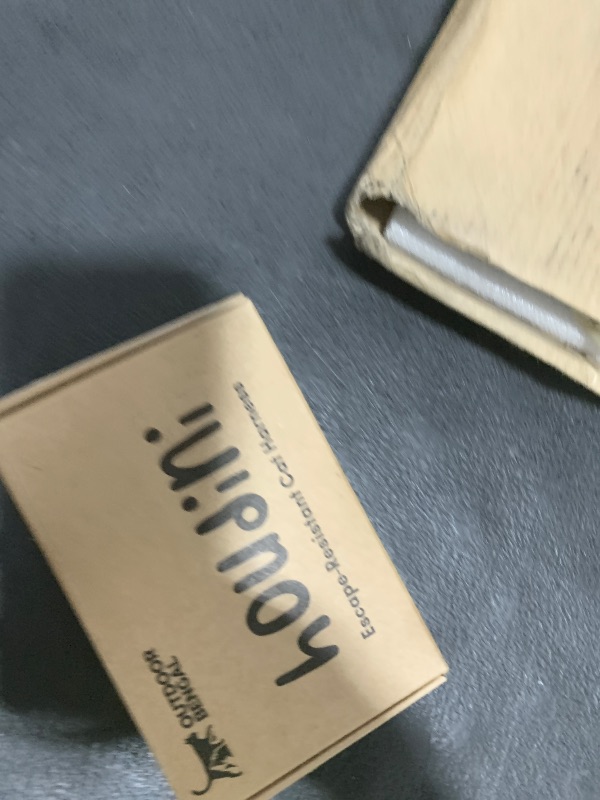 OUTDOOR
BENGAL
houdini
Escape-Resistant Cat Harness